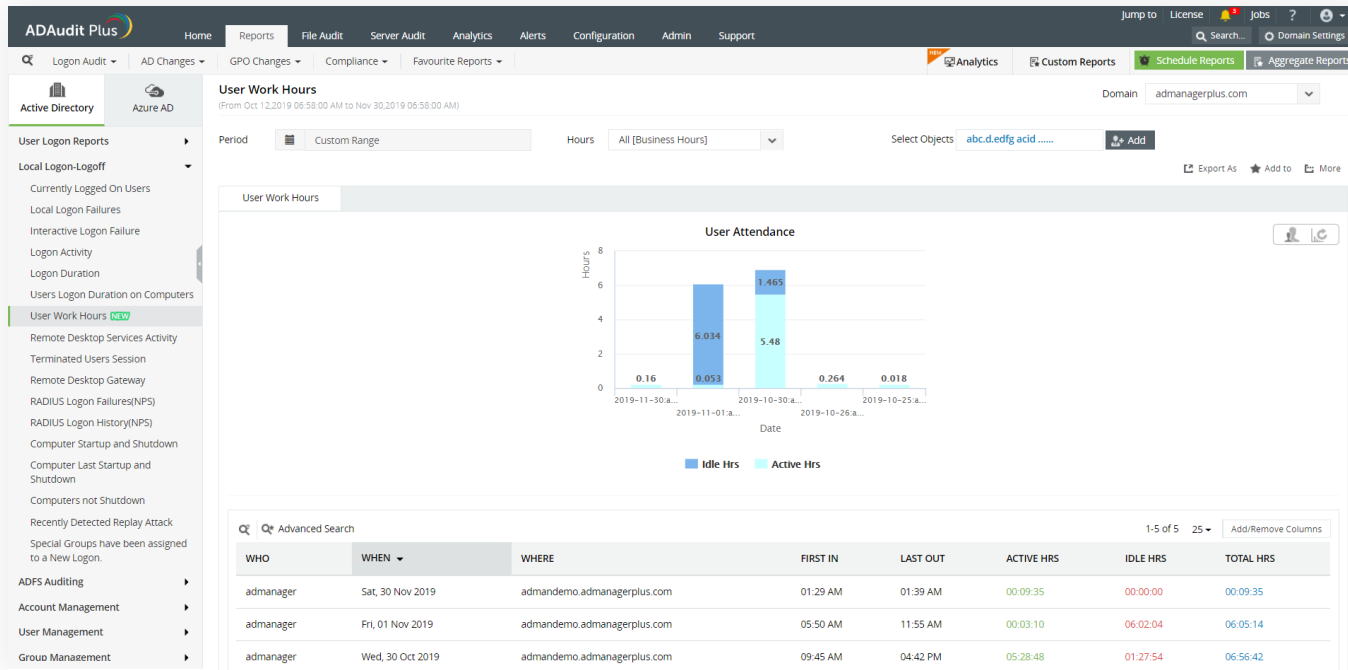 Jump to License 3 Jobs ?
ADAudit Plus Home Reports File Audit Server Audit Analytics Alerts Configuration Admin Support Search... Domain Settings
Logon Audit AD Changes GPO Changes Compliance Favourite Reports NEW Analytics Custom Reports Schedule Reports Aggregate Reports
Active Directory Azure AD
User Work Hours
(From Oct 12,2019 06:58:00 AM to Nov 30,2019 06:58:00 AM)
Domain admanagerplus.com
Period Custom Range Hours All [Business Hours] Select Objects abc.d.edfg acid ...... Add
Export As Add to More
User Logon Reports
Local Logon-Logoff
Currently Logged On Users
Local Logon Failures
Interactive Logon Failure
Logon Activity
Logon Duration
Users Logon Duration on Computers
User Work Hours NEW
Remote Desktop Services Activity
Terminated Users Session
Remote Desktop Gateway
RADIUS Logon Failures(NPS)
RADIUS Logon History(NPS)
Computer Startup and Shutdown
Computer Last Startup and
Shutdown
Computers not Shutdown
Recently Detected Replay Attack
Special Groups have been assigned
to a New Logon.
ADFS Auditing
Account Management
User Management
Group Management
User Work Hours
User Attendance
Hours
8
6
4
2
0
1.465
6.034
5.48
0.16
0.053
0.264
0.018
2019-11-30:a...
2019-11-01:a...
2019-10-30:a...
2019-10-26:a...
2019-10-25:a...
Date
Idle Hrs Active Hrs
Advanced Search 1-5 of 5 25 Add/Remove Columns
WHO WHEN WHERE FIRST IN LAST OUT ACTIVE HRS IDLE HRS TOTAL HRS
admanager Sat, 30 Nov 2019 admandemo.admanagerplus.com 01:29 AM 01:39 AM 00:09:35 00:00:00 00:09:35
admanager Fri, 01 Nov 2019 admandemo.admanagerplus.com 05:50 AM 11:55 AM 00:03:10 06:02:04 06:05:14
admanager Wed, 30 Oct 2019 admandemo.admanagerplus.com 09:45 AM 04:42 PM 05:28:48 01:27:54 06:56:42